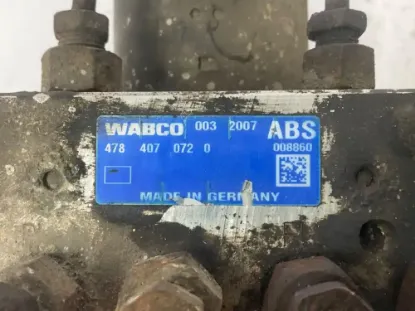 WABCO 003 2007 ABS
478 407 072 0 008860
MADE IN GERMANY